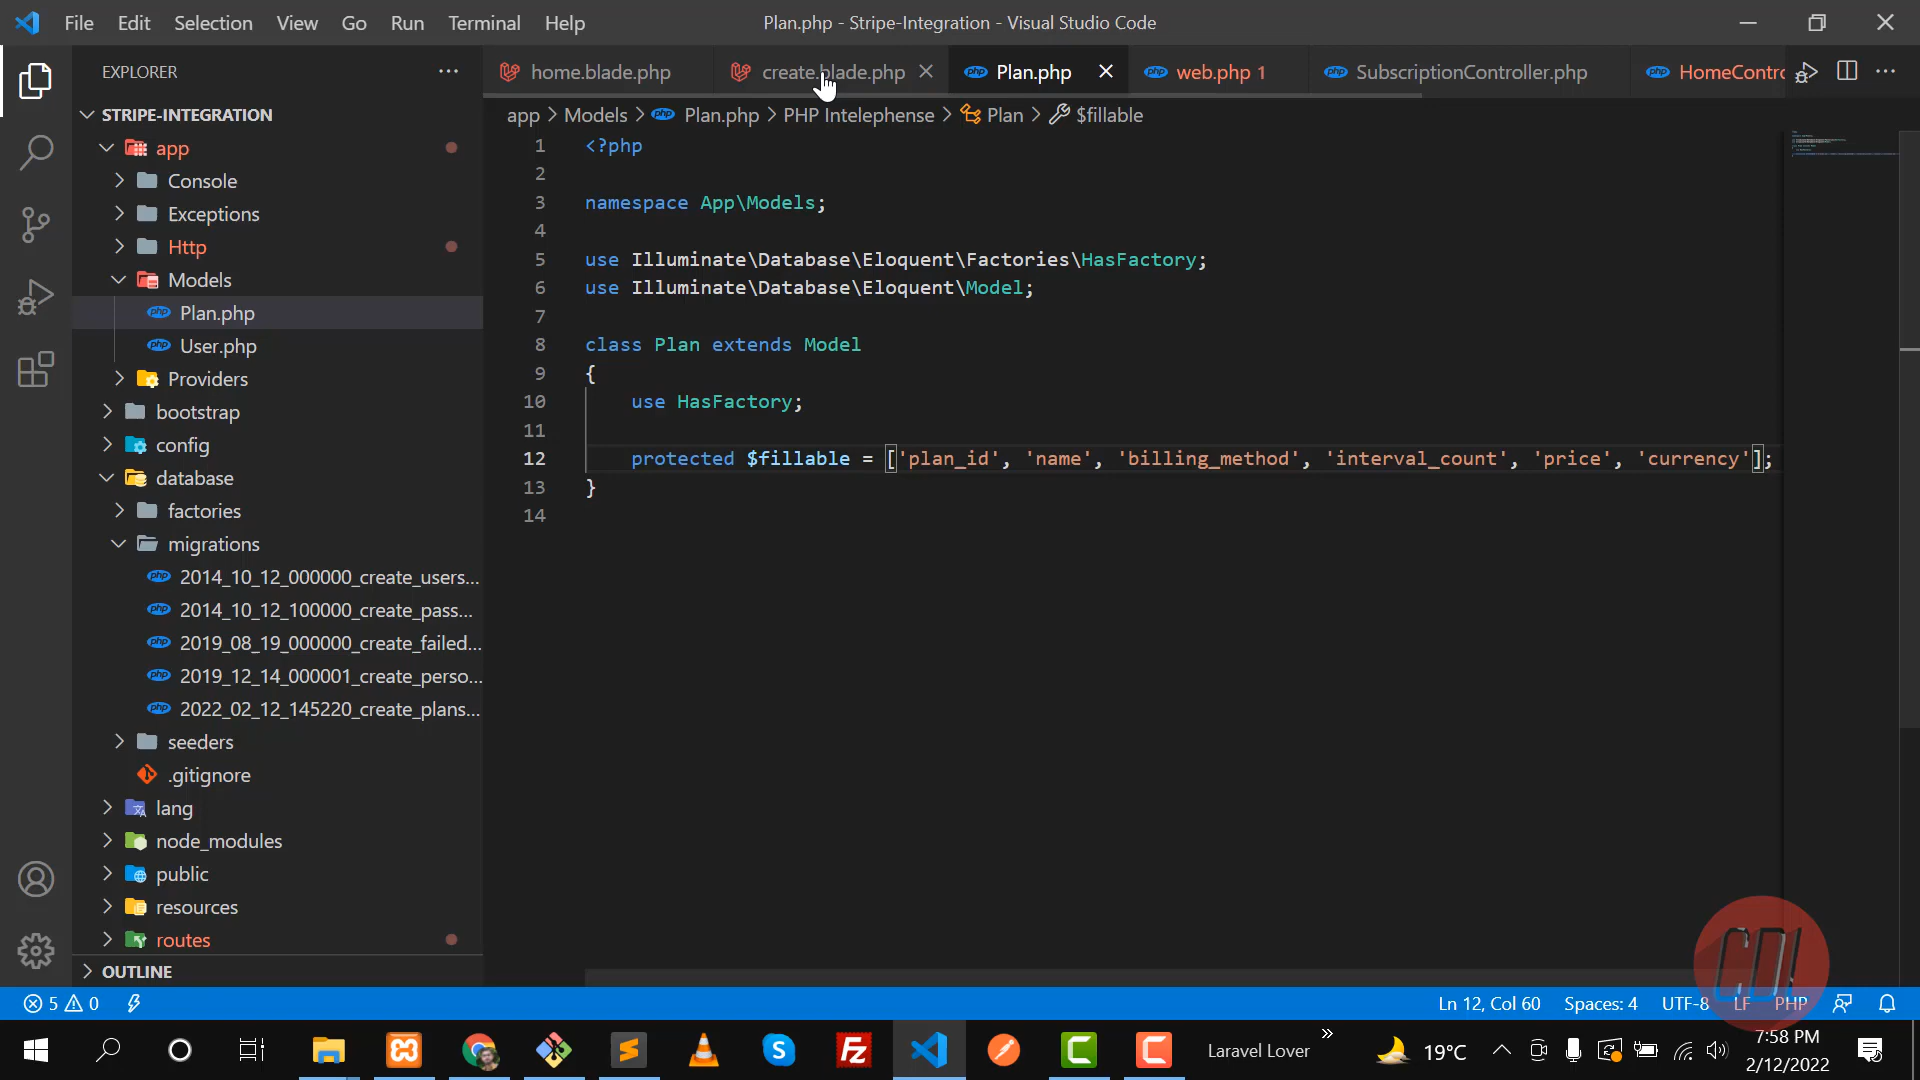 File Edit Selection View Go Run Terminal Help
Plan.php - Stripe-Integration - Visual Studio Code
EXPLORER
home.blade.php
create.blade.php
Plan.php
web.php 1
SubscriptionController.php
HomeContro
STRIPE-INTEGRATION
app
Console
Exceptions
Http
Models
Plan.php
User.php
Providers
bootstrap
config
database
factories
migrations
2014_10_12_000000_create_users...
2014_10_12_100000_create_pass...
2019_08_19_000000_create_failed...
2019_12_14_000001_create_perso...
2022_02_12_145220_create_plans...
seeders
.gitignore
lang
node_modules
public
resources
routes
OUTLINE
app > Models > Plan.php > PHP Intelephense > Plan > $fillable
1 <?php
2
3 namespace App\Models;
4
5 use Illuminate\Database\Eloquent\Factories\HasFactory;
6 use Illuminate\Database\Eloquent\Model;
7
8 class Plan extends Model
9 {
10 use HasFactory;
11
12 protected $fillable = ['plan_id', 'name', 'billing_method', 'interval_count', 'price', 'currency'];
13 }
14
5 0
Ln 12, Col 60 Spaces: 4 UTF-8 LF PHP
Laravel Lover
19°C
7:58 PM
2/12/2022